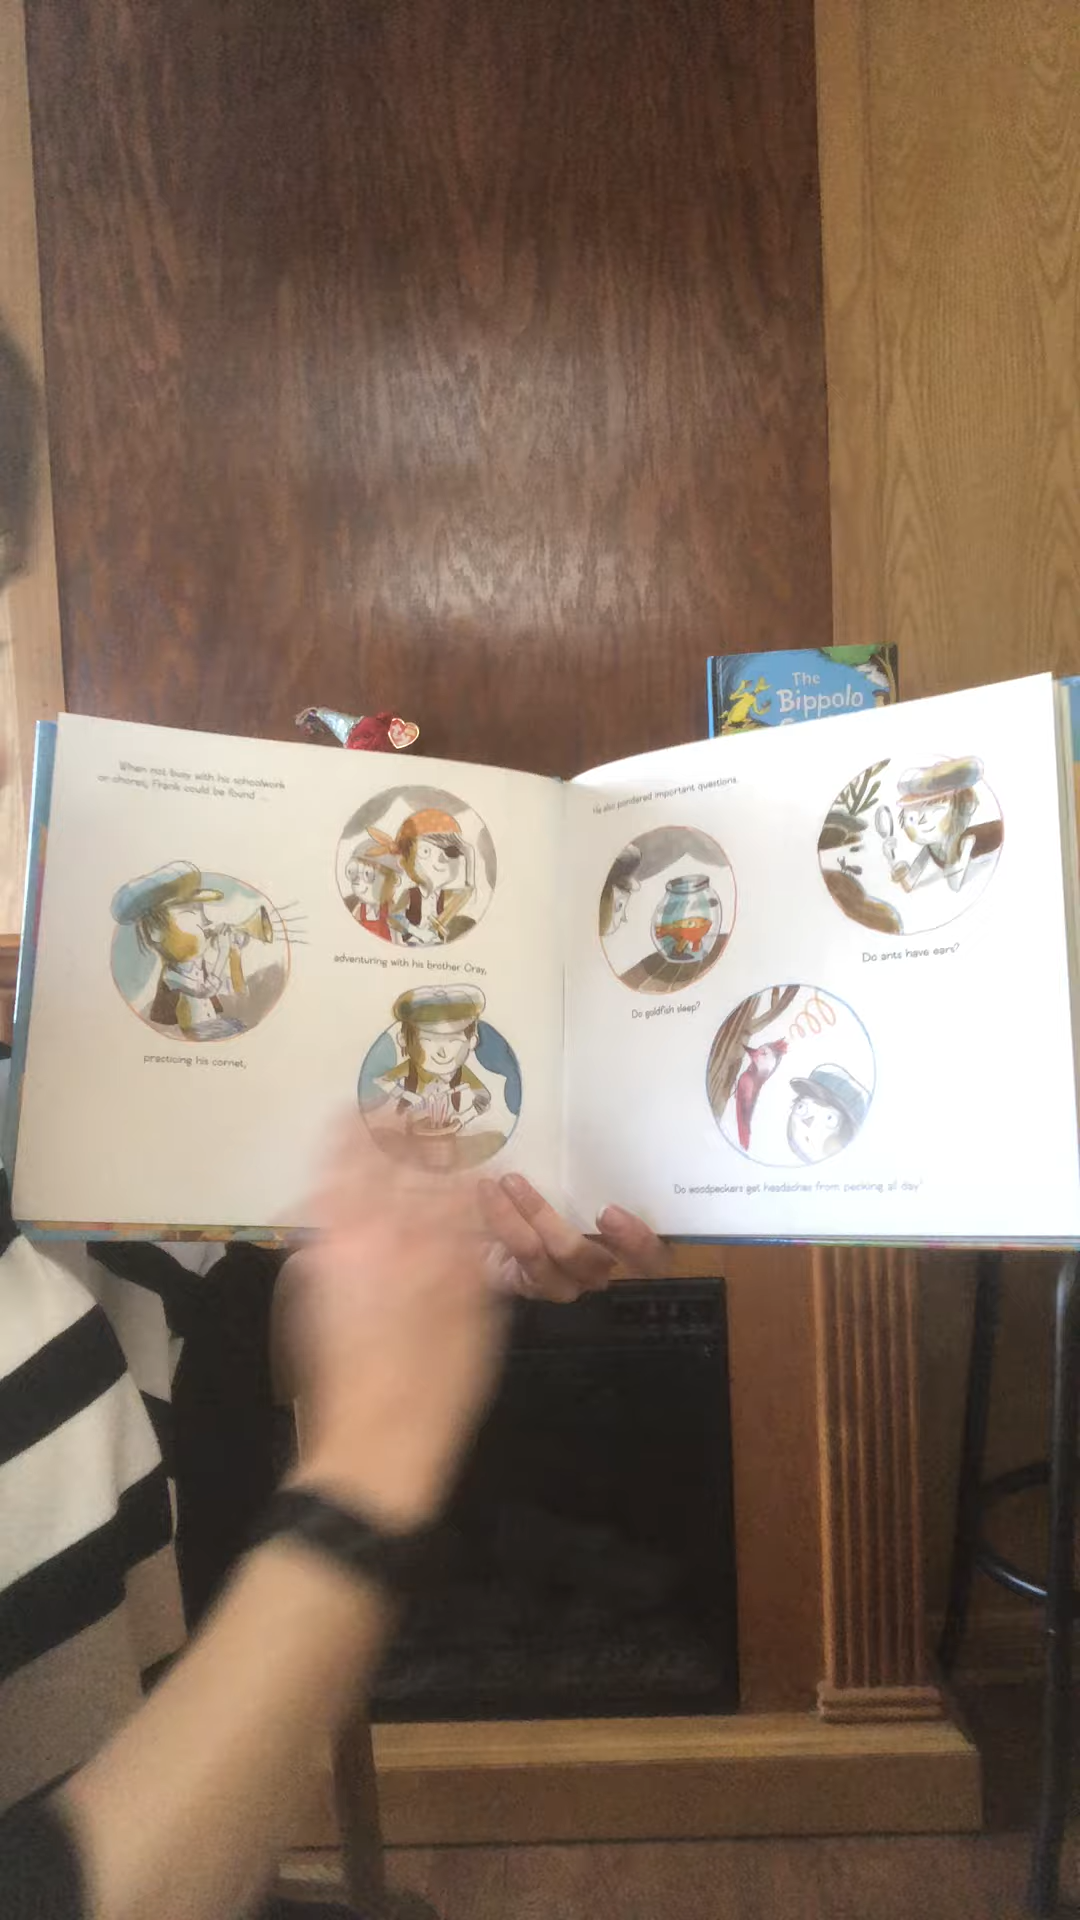 The
Bippolo
When not busy with his schoolwork
or chores, Frank could be found ...
adventuring with his brother Cray,
practicing his cornet,
He also pondered important questions.
Do ants have ears?
Do goldfish sleep?
Do woodpeckers get headaches from pecking all day?